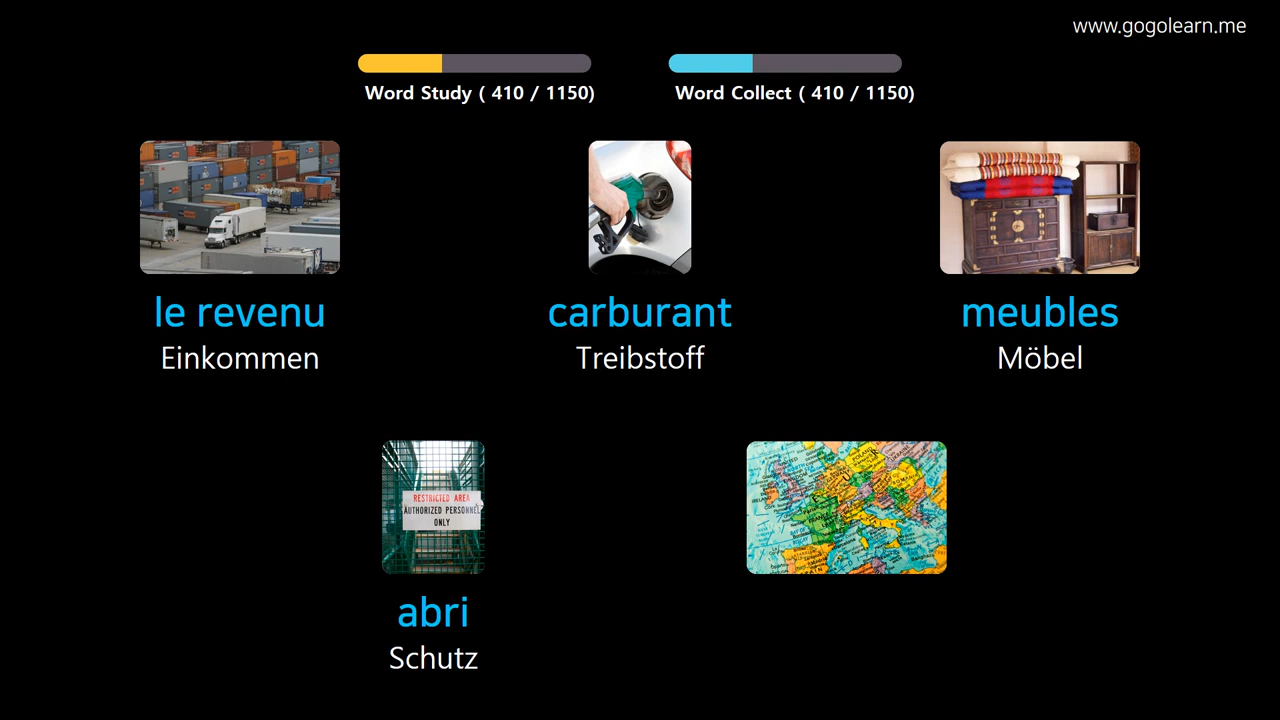 www.gogolearn.me
Word Study ( 410 / 1150)
Word Collect ( 410 / 1150)
le revenu
Einkommen
carburant
Treibstoff
meubles
Möbel
RESTRICTED AREA
AUTHORIZED PERSONNEL
ONLY
abri
Schutz